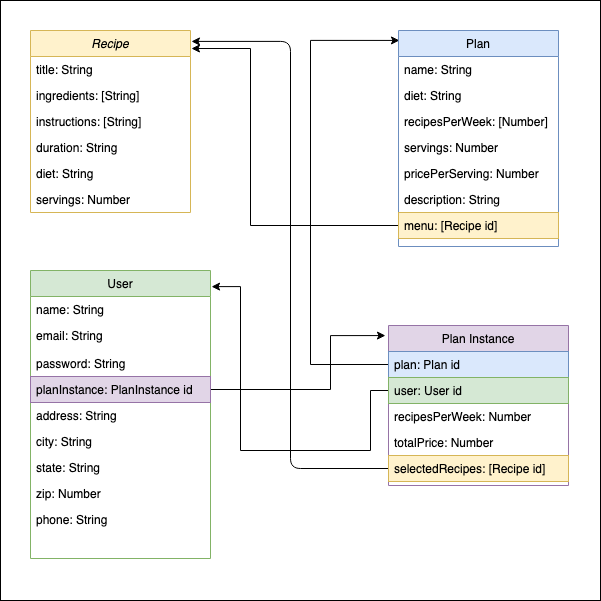 Recipe
title: String
ingredients: [String]
instructions: [String]
duration: String
diet: String
servings: Number
Plan
name: String
diet: String
recipesPerWeek: [Number]
servings: Number
pricePerServing: Number
description: String
menu: [Recipe id]
User
name: String
email: String
password: String
planInstance: PlanInstance id
address: String
city: String
state: String
zip: Number
phone: String
Plan Instance
plan: Plan id
user: User id
recipesPerWeek: Number
totalPrice: Number
selectedRecipes: [Recipe id]